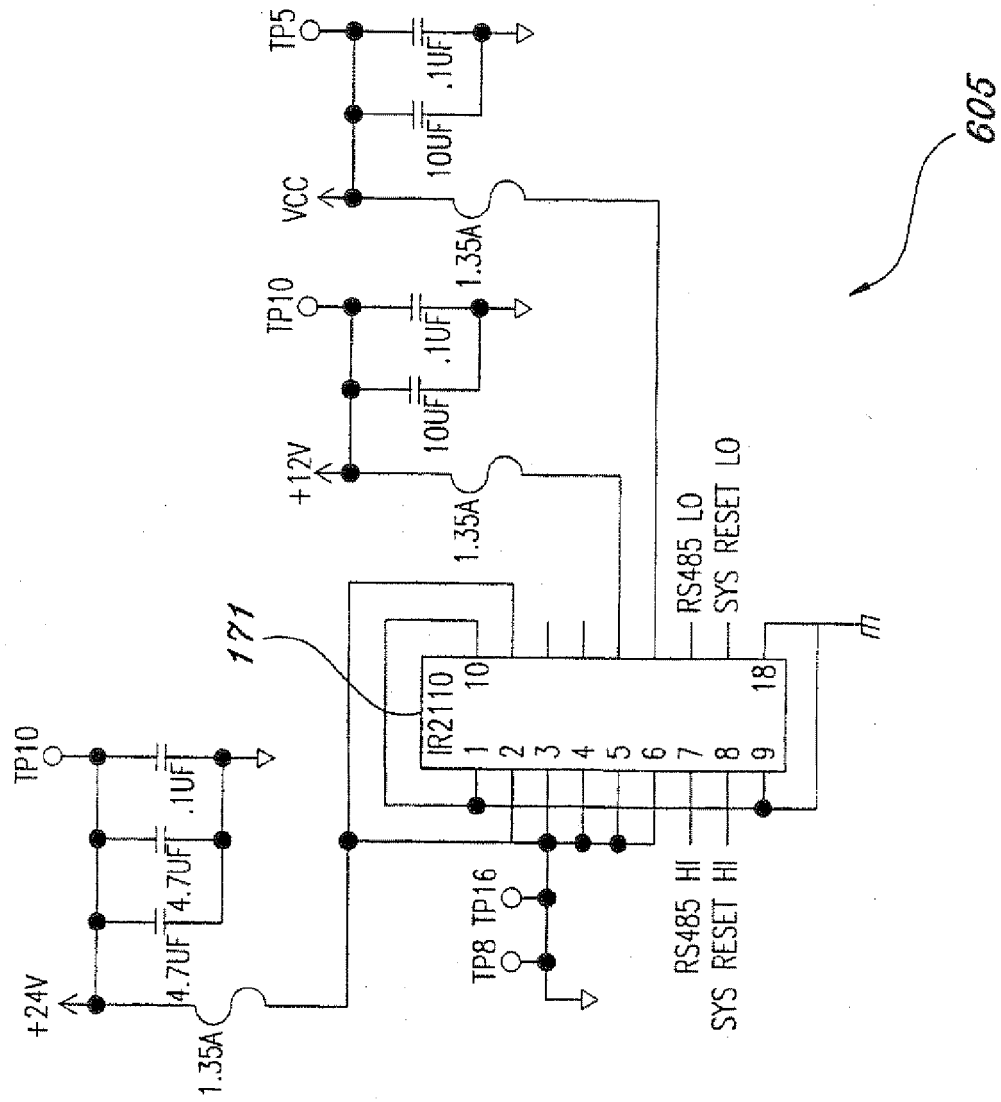 TP10
.1UF
4.7UF
4.7UF
+24V
1.35A
TP10
.1UF
10UF
+12V
1.35A
TP5
.1UF
10UF
VCC
1.35A
171
IR2110
1 10
2
3
4
5
6
7
8
9 18
TP8 TP16
RS485 HI
SYS RESET HI
RS485 LO
SYS RESET LO
605